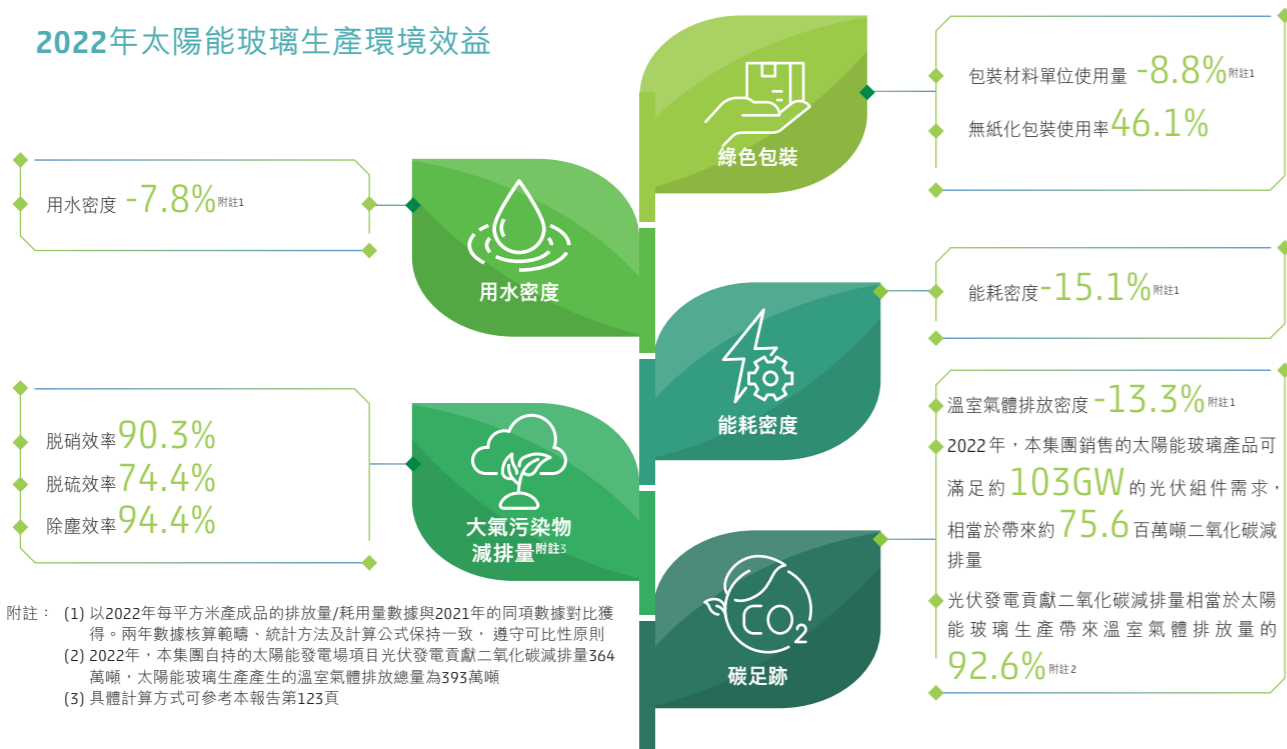 2022年太陽能玻璃生產環境效益
綠色包裝
包裝材料單位使用量 -8.8%附註1
無紙化包裝使用率46.1%
用水密度 -7.8%附註1
用水密度
能耗密度
能耗密度-15.1%附註1
脱硝效率90.3%
脱硫效率74.4%
除塵效率94.4%
大氣污染物
減排量附註3
碳足跡
溫室氣體排放密度 -13.3%附註1
2022年，本集團銷售的太陽能玻璃產品可
滿足約103GW的光伏組件需求，
相當於帶來約75.6百萬噸二氧化碳減
排量
光伏發電貢獻二氧化碳減排量相當於太陽
能玻璃生產帶來溫室氣體排放量的
92.6%附註2
CO2
附註： (1) 以2022年每平方米產成品的排放量/耗用量數據與2021年的同項數據對比獲
得。兩年數據核算範疇、統計方法及計算公式保持一致，遵守可比性原則
(2) 2022年，本集團自持的太陽能發電場項目光伏發電貢獻二氧化碳減排量364
萬噸，太陽能玻璃生產產生的溫室氣體排放總量為393萬噸
(3) 具體計算方式可參考本報告第123頁